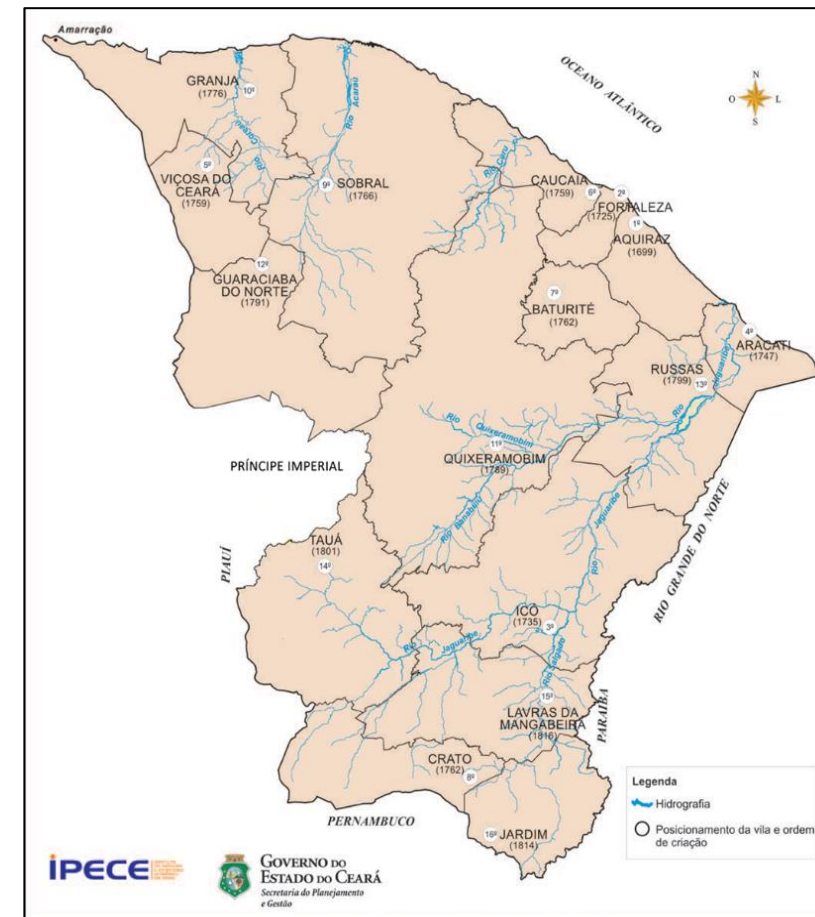 Amarração
OCEANO ATLÂNTICO
N
O L
S
GRANJA
(1776)
10º
Rio Coreaú
Rio
Rio Acaraú
5º
VIÇOSA DO
CEARÁ
(1759)
9º
SOBRAL
(1766)
Rio Curu
CAUCAIA
(1759)
6º
2º
FORTALEZA
(1725)
1º
AQUIRAZ
(1699)
12º
GUARACIABA
DO NORTE
(1791)
7º
BATURITÉ
(1762)
4º
ARACATI
(1747)
RUSSAS
(1799)
13º
Rio Jaguaribe
Rio Quixeramobim
11º
QUIXERAMOBIM
(1789)
Rio Banabuiú
PRÍNCIPE IMPERIAL
RIO GRANDE DO NORTE
PIAUÍ
TAUÁ
(1801)
14º
Rio Jaguaribe
ICÓ
(1735)
3º
Rio Jaguaribe
Rio Salgado
15º
LAVRAS DA
MANGABEIRA
(1816)
PARAÍBA
CRATO
(1762)
8º
PERNAMBUCO
16º
JARDIM
(1814)
Legenda
Hidrografia
Posicionamento da vila e ordem
de criação
IPECE
GOVERNO DO
ESTADO DO CEARÁ
Secretaria do Planejamento
e Gestão